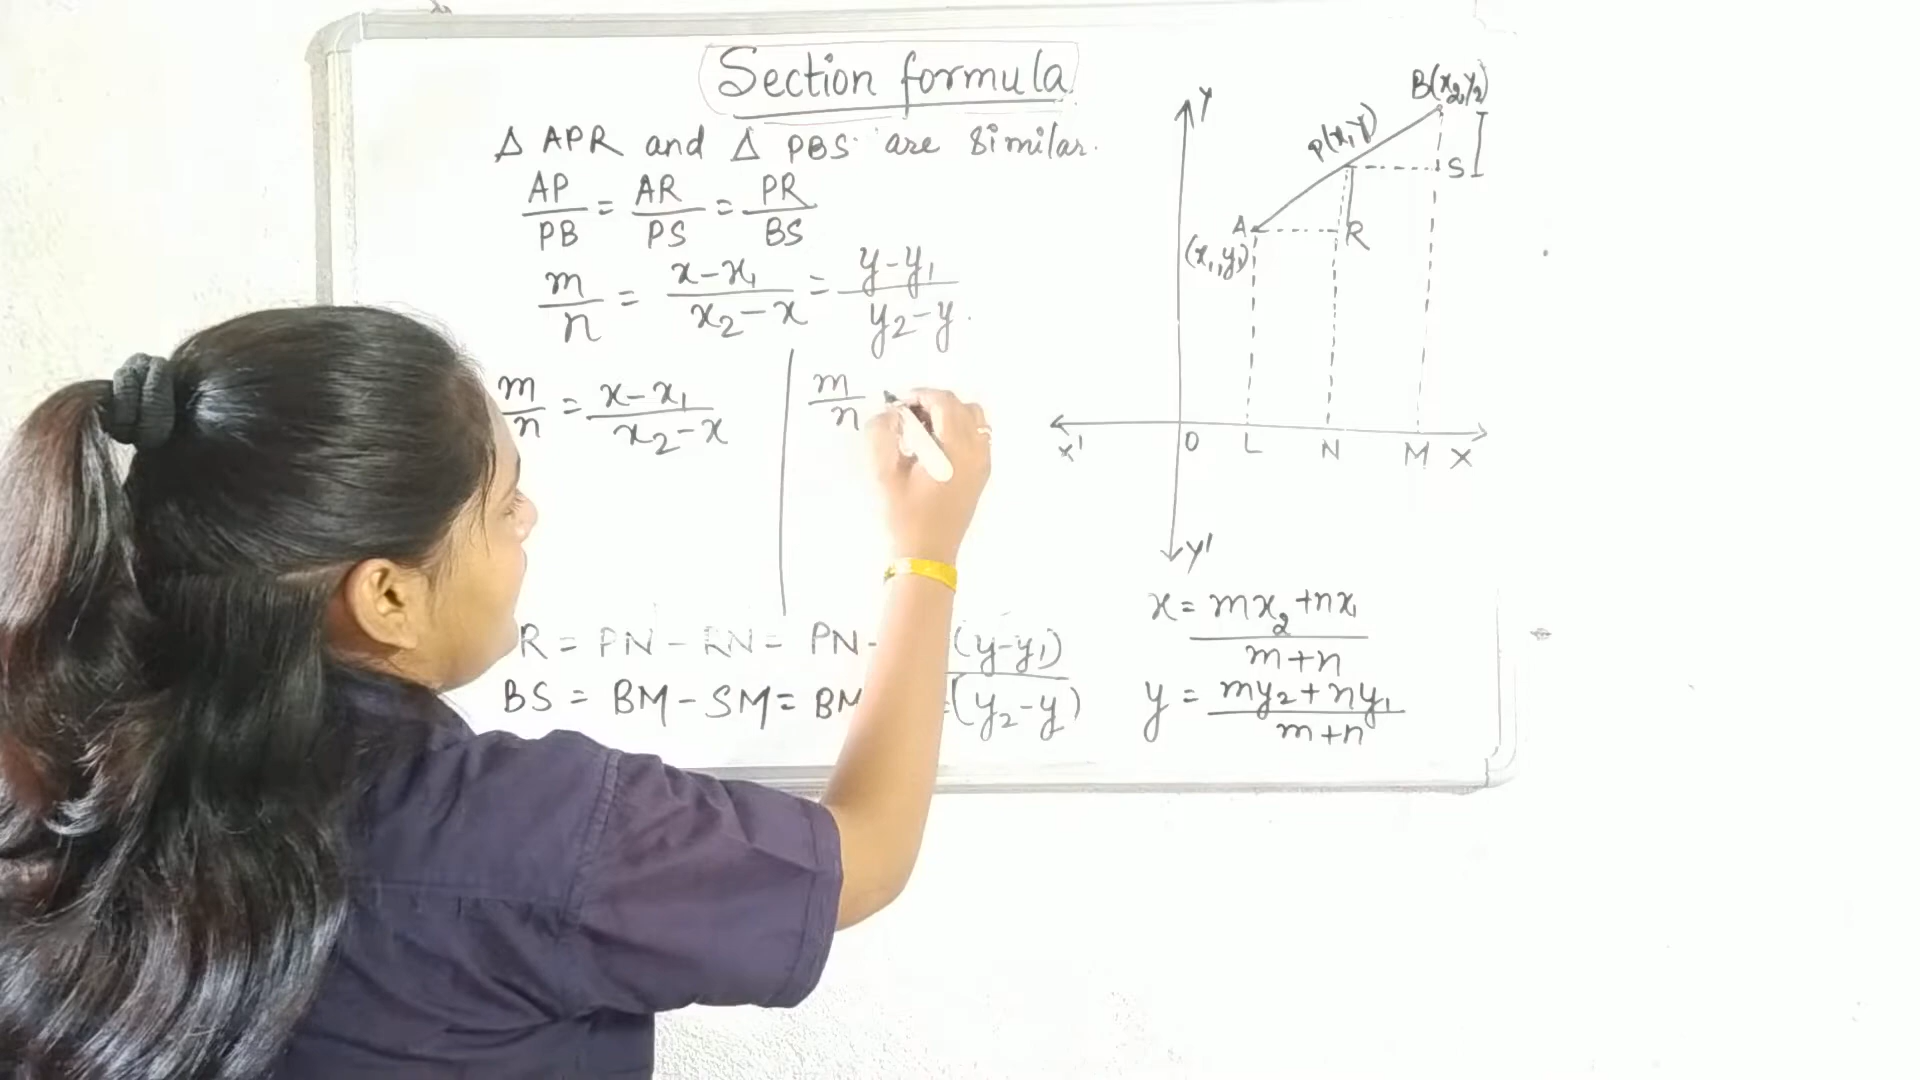 Section formula
Δ APR and Δ PBS are similar.
AP/PB = AR/PS = PR/BS
m/n = x-x₁/x₂-x = y-y₁/y₂-y.
m/n = x-x₁/x₂-x
m/n
R = PN - RN = PN- (y-y₁)
BS = BM - SM = BM =(y₂-y)
Y
B(x₂,y₂)
P(x,y)
S
A
R
(x₁,y₁)
X' O L N M X
Y'
x = mx₂+nx₁/m+n
y = my₂+ny₁/m+n